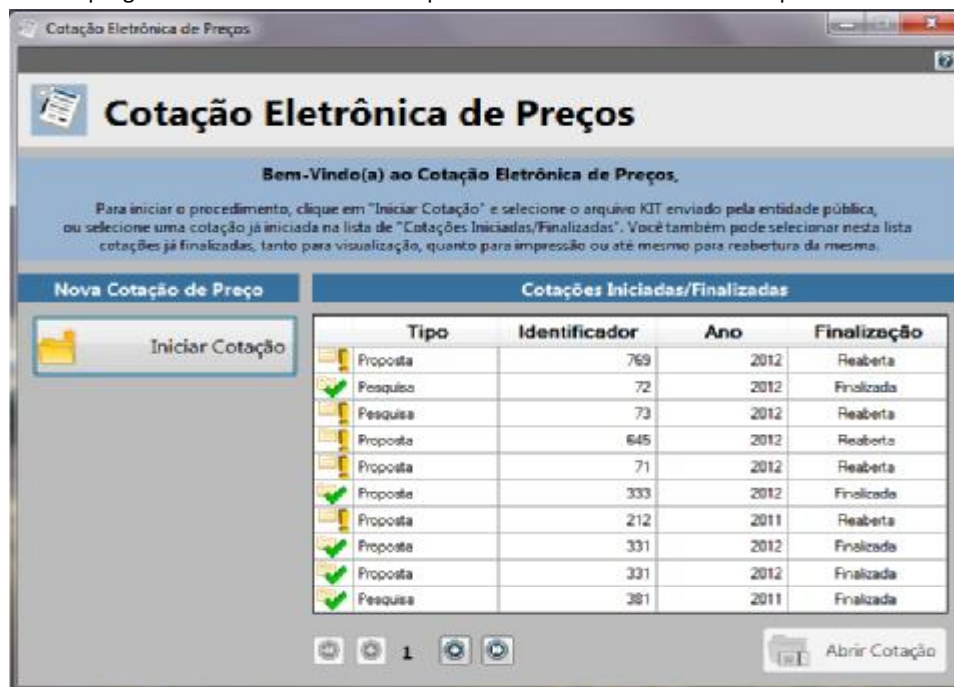 Cotação Eletrônica de Preços
Cotação Eletrônica de Preços
Bem-Vindo(a) ao Cotação Eletrônica de Preços,
Para iniciar o procedimento, clique em "Iniciar Cotação" e selecione o arquivo KIT enviado pela entidade pública,
ou selecione uma cotação já iniciada na lista de "Cotações Iniciadas/Finalizadas". Você também pode selecionar nesta lista
cotações já finalizadas, tanto para visualização, quanto para impressão ou até mesmo para reabertura da mesma.
Nova Cotação de Preço
Cotações Iniciadas/Finalizadas
Iniciar Cotação
Tipo Identificador Ano Finalização
Proposta 769 2012 Reaberta
Pesquisa 72 2012 Finalizada
Pesquisa 73 2012 Reaberta
Proposta 645 2012 Reaberta
Proposta 71 2012 Reaberta
Proposta 333 2012 Finalizada
Proposta 212 2011 Reaberta
Proposta 331 2012 Finalizada
Proposta 331 2012 Finalizada
Pesquisa 381 2011 Finalizada
1
Abrir Cotação